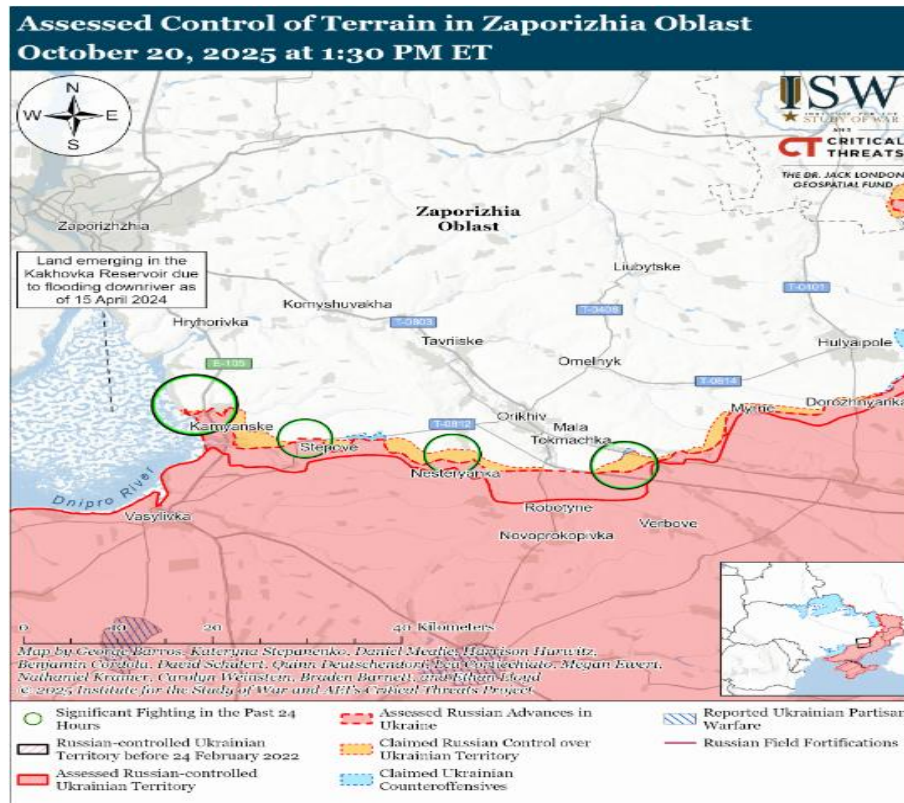 Assessed Control of Terrain in Zaporizhia Oblast
October 20, 2025 at 1:30 PM ET
N
W E
S
ISW
INSTITUTE FOR THE
STUDY OF WAR
AND
CT CRITICAL
THREATS
THE DR. JACK LONDON
GEOSPATIAL FUND
Zaporizhzhia
Zaporizhia
Oblast
Land emerging in the
Kakhovka Reservoir due
to flooding downriver as
of 15 April 2024
Liubytske
Komyshuvakha
T-0401
Hryhorivka
T-0803
T-0408
Tavriiske
Hulyaipole
E-105
Omelnyk
T-0814
Kamyanske
Orikhiv
Myrne
Dorozhnyanka
T-0812
Mala
Tokmachka
Stepove
Nesteryanka
Dnipro River
Vasylivka
Robotyne
Verbove
Novoprokopivka
0 10 20 40 Kilometers
Map by George Barros, Kateryna Stepanenko, Daniel Mealie, Harrison Hurwitz,
Benjamin Cordola, David Schulert, Quinn Deutschendorf, Lea Corticchiato, Megan Ewert,
Nathaniel Kramer, Carolyn Weinstein, Braden Barnett, and Ethan Lloyd
© 2025 Institute for the Study of War and AEI's Critical Threats Project
Significant Fighting in the Past 24
Hours
Russian-controlled Ukrainian
Territory before 24 February 2022
Assessed Russian-controlled
Ukrainian Territory
Assessed Russian Advances in
Ukraine
Claimed Russian Control over
Ukrainian Territory
Claimed Ukrainian
Counteroffensives
Reported Ukrainian Partisan
Warfare
Russian Field Fortifications